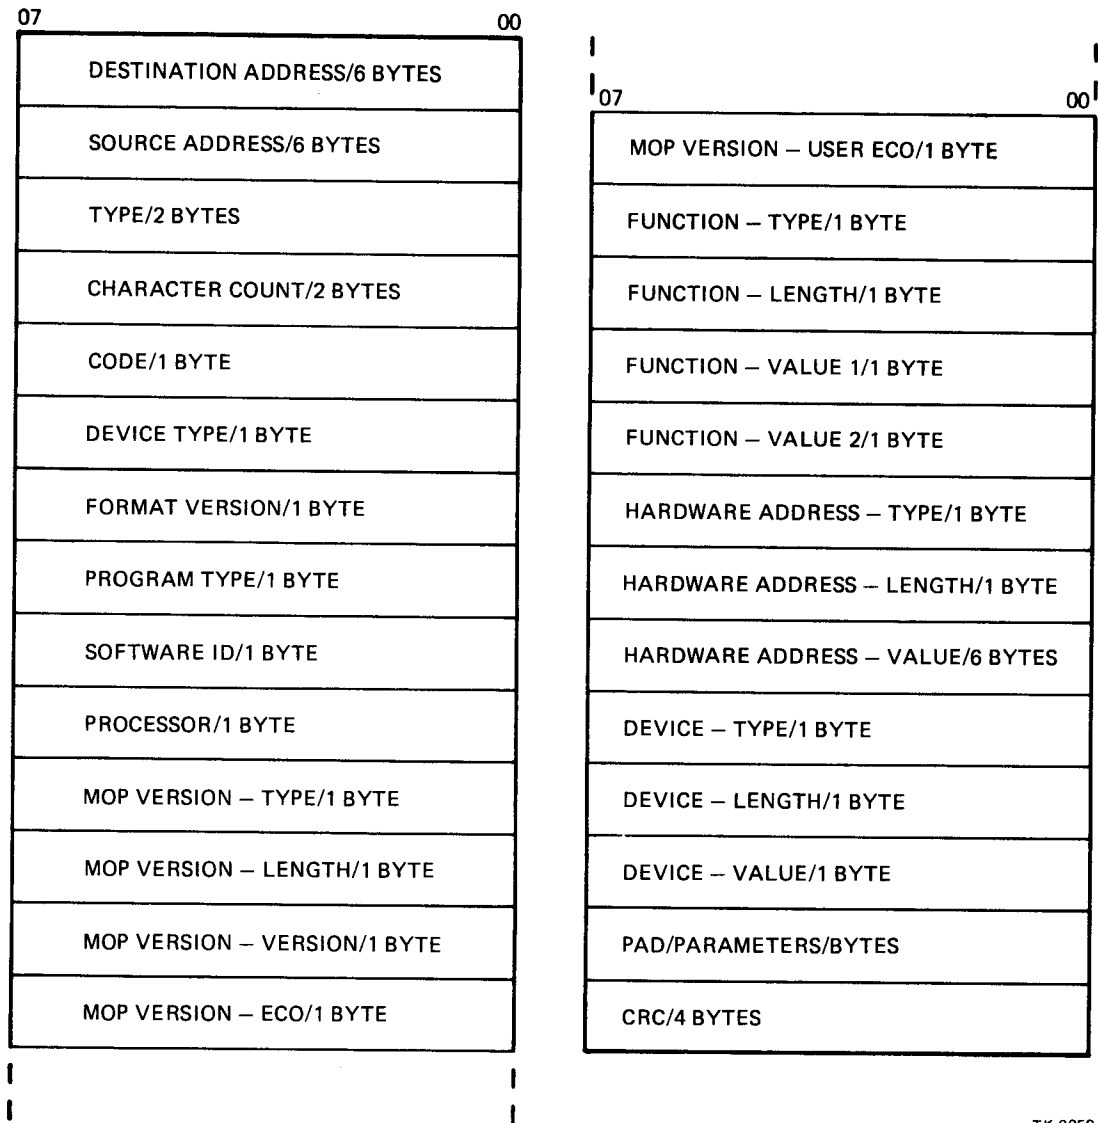 07 00
DESTINATION ADDRESS/6 BYTES
SOURCE ADDRESS/6 BYTES
TYPE/2 BYTES
CHARACTER COUNT/2 BYTES
CODE/1 BYTE
DEVICE TYPE/1 BYTE
FORMAT VERSION/1 BYTE
PROGRAM TYPE/1 BYTE
SOFTWARE ID/1 BYTE
PROCESSOR/1 BYTE
MOP VERSION – TYPE/1 BYTE
MOP VERSION – LENGTH/1 BYTE
MOP VERSION – VERSION/1 BYTE
MOP VERSION – ECO/1 BYTE
07 00
MOP VERSION – USER ECO/1 BYTE
FUNCTION – TYPE/1 BYTE
FUNCTION – LENGTH/1 BYTE
FUNCTION – VALUE 1/1 BYTE
FUNCTION – VALUE 2/1 BYTE
HARDWARE ADDRESS – TYPE/1 BYTE
HARDWARE ADDRESS – LENGTH/1 BYTE
HARDWARE ADDRESS – VALUE/6 BYTES
DEVICE – TYPE/1 BYTE
DEVICE – LENGTH/1 BYTE
DEVICE – VALUE/1 BYTE
PAD/PARAMETERS/BYTES
CRC/4 BYTES